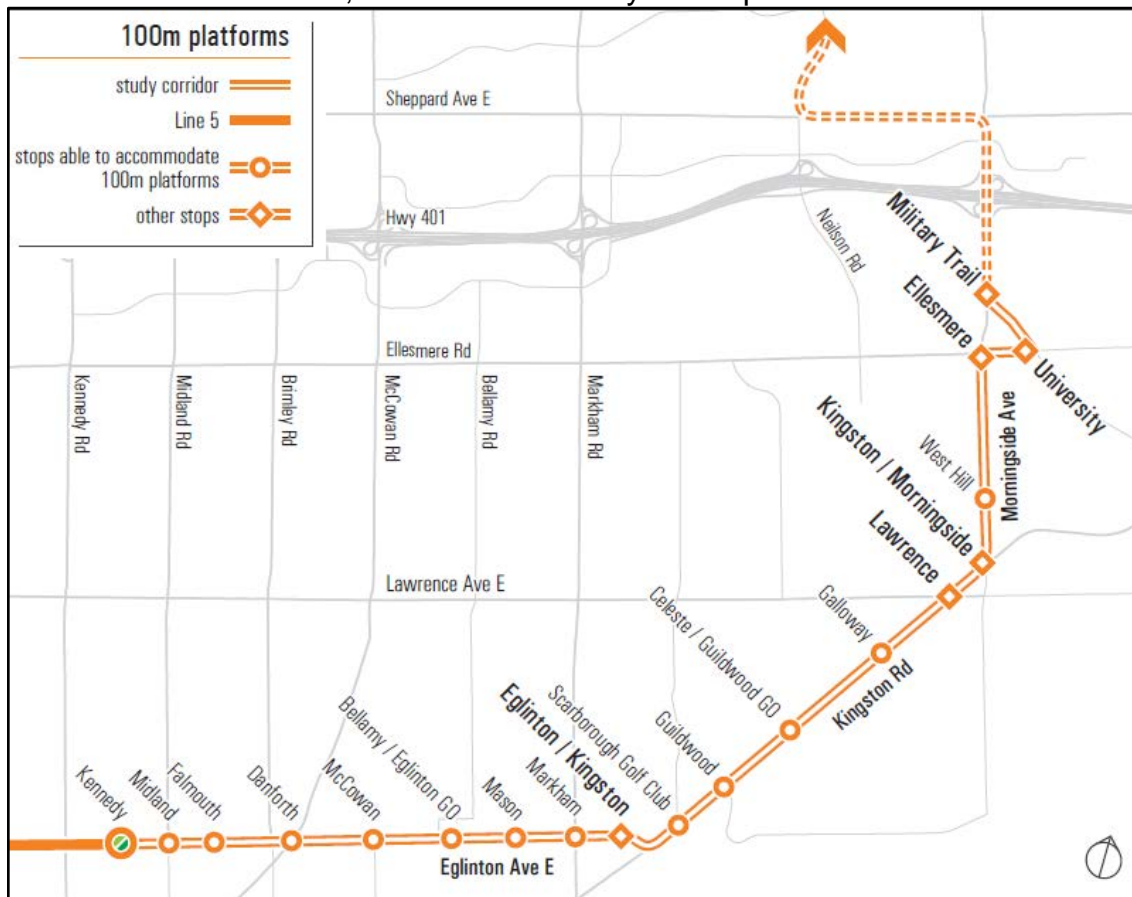 100m platforms
study corridor
Line 5
stops able to accommodate
100m platforms
other stops
Sheppard Ave E
Hwy 401
Neilson Rd
Military Trail
Ellesmere
Ellesmere Rd
University
Kennedy Rd
Midland Rd
Brimley Rd
McCowan Rd
Bellamy Rd
Markham Rd
Kingston / Morningside
West Hill
Morningside Ave
Lawrence
Lawrence Ave E
Galloway
Kingston Rd
Celeste / Guildwood GO
Guildwood
Scarborough Golf Club
Eglinton / Kingston
Markham
Mason
Bellamy / Eglinton GO
McCowan
Danforth
Falmouth
Midland
Kennedy
Eglinton Ave E